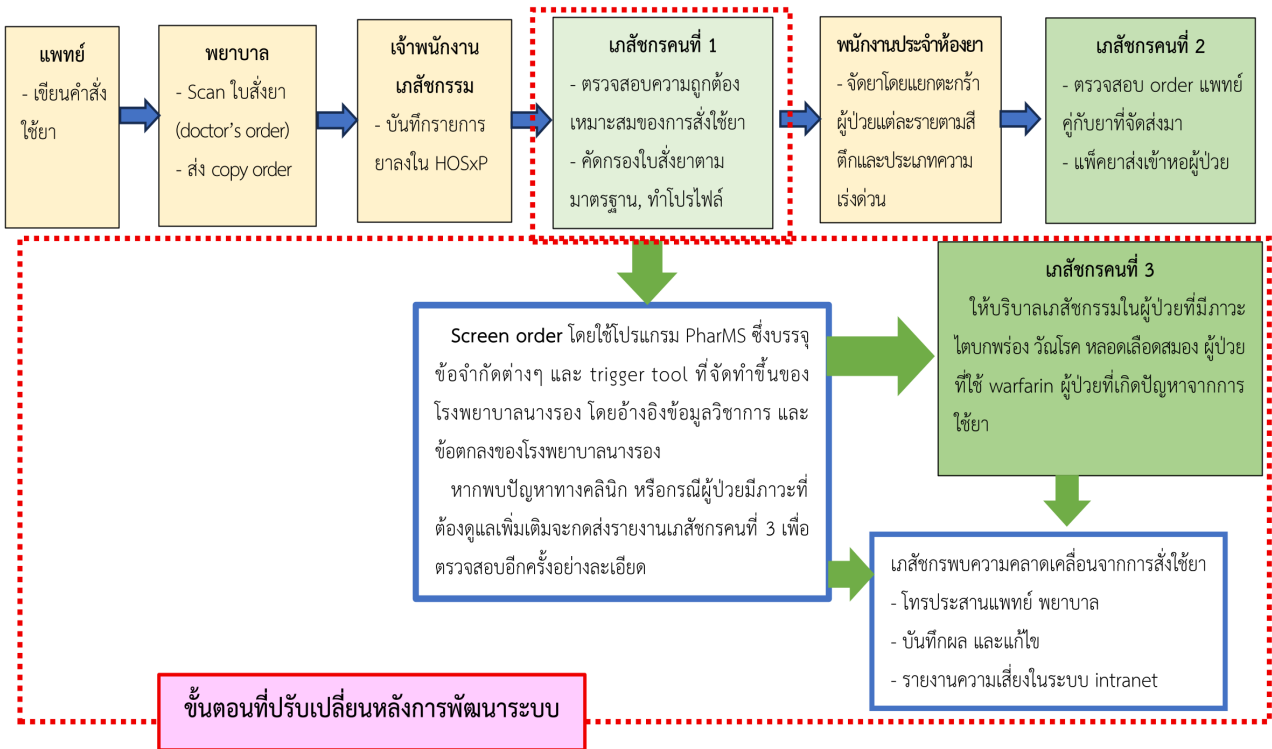 แพทย์
- เขียนคำสั่ง
ใช้ยา
พยาบาล
- Scan ใบสั่งยา
(doctor's order)
- ส่ง copy order
เจ้าพนักงาน
เภสัชกรรม
- บันทึกรายการ
ยาลงใน HOSxP
เภสัชกรคนที่ 1
- ตรวจสอบความถูกต้อง
เหมาะสมของการสั่งใช้ยา
- คัดกรองใบสั่งยาตาม
มาตรฐาน, ทำโปรไฟล์
พนักงานประจำห้องยา
- จัดยาโดยแยกตะกร้า
ผู้ป่วยแต่ละรายตามสี
ตึกและประเภทความ
เร่งด่วน
เภสัชกรคนที่ 2
- ตรวจสอบ order แพทย์
คู่กับยาที่จัดส่งมา
- แพ็คยาส่งเข้าหอผู้ป่วย
Screen order โดยใช้โปรแกรม PharMS ซึ่งบรรจุ
ข้อจำกัดต่างๆ และ trigger tool ที่จัดทำขึ้นของ
โรงพยาบาลนางรอง โดยอ้างอิงข้อมูลวิชาการ และ
ข้อตกลงของโรงพยาบาลนางรอง
หากพบปัญหาทางคลินิก หรือกรณีผู้ป่วยมีภาวะที่
ต้องดูแลเพิ่มเติมจะกดส่งรายงานเภสัชกรคนที่ 3 เพื่อ
ตรวจสอบอีกครั้งอย่างละเอียด
เภสัชกรคนที่ 3
ให้บริบาลเภสัชกรรมในผู้ป่วยที่มีภาวะ
ไตบกพร่อง วัณโรค หลอดเลือดสมอง ผู้ป่วย
ที่ใช้ warfarin ผู้ป่วยที่เกิดปัญหาจากการ
ใช้ยา
เภสัชกรพบความคลาดเคลื่อนจากการสั่งใช้ยา
- โทรประสานแพทย์ พยาบาล
- บันทึกผล และแก้ไข
- รายงานความเสี่ยงในระบบ intranet
ขั้นตอนที่ปรับเปลี่ยนหลังการพัฒนาระบบ